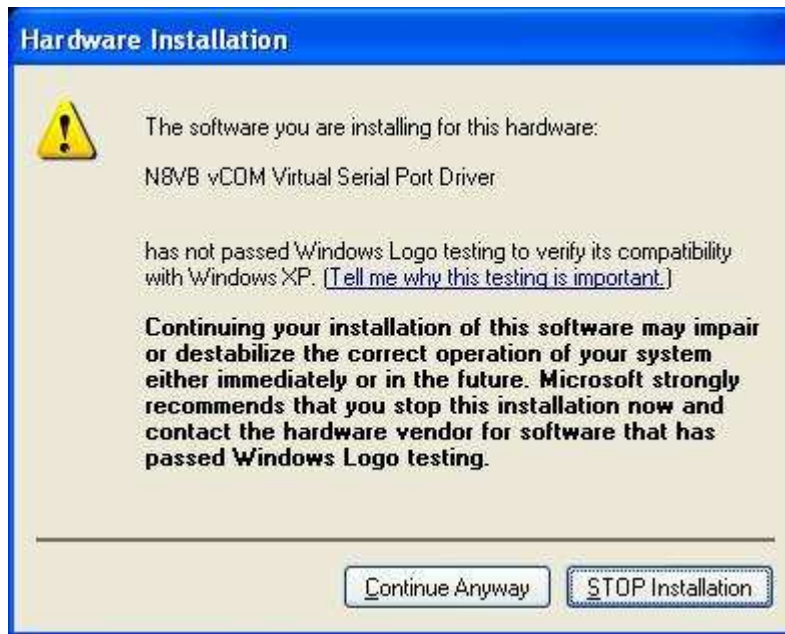 Hardware Installation
The software you are installing for this hardware:
N8VB vCOM Virtual Serial Port Driver
has not passed Windows Logo testing to verify its compatibility
with Windows XP. (Tell me why this testing is important.)
Continuing your installation of this software may impair
or destabilize the correct operation of your system
either immediately or in the future. Microsoft strongly
recommends that you stop this installation now and
contact the hardware vendor for software that has
passed Windows Logo testing.
Continue Anyway
STOP Installation